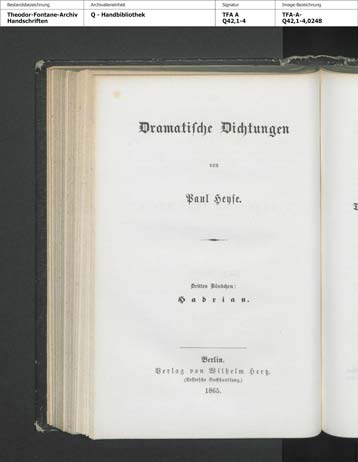 Bestandsbezeichnung Archivalieneinheit Signatur Image-Bezeichnung
Theodor-Fontane-Archiv Q - Handbibliothek TFA A TFA-A-
Handschriften Q42,1-4 Q42,1-4,0248
Dramatische Dichtungen
von
Paul Heyse.
Drittes Bändchen:
Hadrian.
Berlin.
Verlag von Wilhelm Hertz.
(Bessersche Buchhandlung.)
1865.